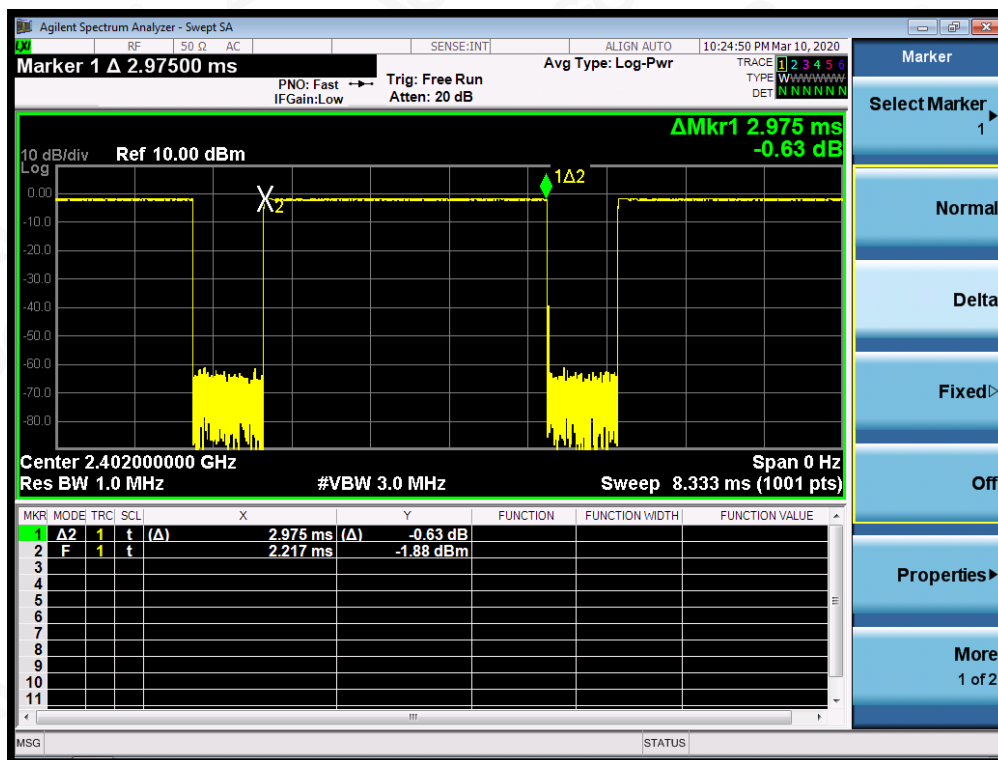 Agilent Spectrum Analyzer - Swept SA
LXI RF 50 Ω AC SENSE:INT ALIGN AUTO 10:24:50 PM Mar 10, 2020
Marker 1 Δ 2.97500 ms
PNO: Fast
IFGain:Low
Trig: Free Run
Atten: 20 dB
Avg Type: Log-Pwr
TRACE 1 2 3 4 5 6
TYPE WWWWWW
DET N N N N N N
ΔMkr1 2.975 ms
-0.63 dB
10 dB/div Ref 10.00 dBm
Log
0.00
-10.0
-20.0
-30.0
-40.0
-50.0
-60.0
-70.0
-80.0
X2
1Δ2
Center 2.402000000 GHz Span 0 Hz
Res BW 1.0 MHz #VBW 3.0 MHz Sweep 8.333 ms (1001 pts)
MKR MODE TRC SCL X Y FUNCTION FUNCTION WIDTH FUNCTION VALUE
1 Δ2 1 t (Δ) 2.975 ms (Δ) -0.63 dB
2 F 1 t 2.217 ms -1.88 dBm
3
4
5
6
7
8
9
10
11
MSG STATUS
Marker
Select Marker
1
Normal
Delta
Fixed
Off
Properties
More
1 of 2